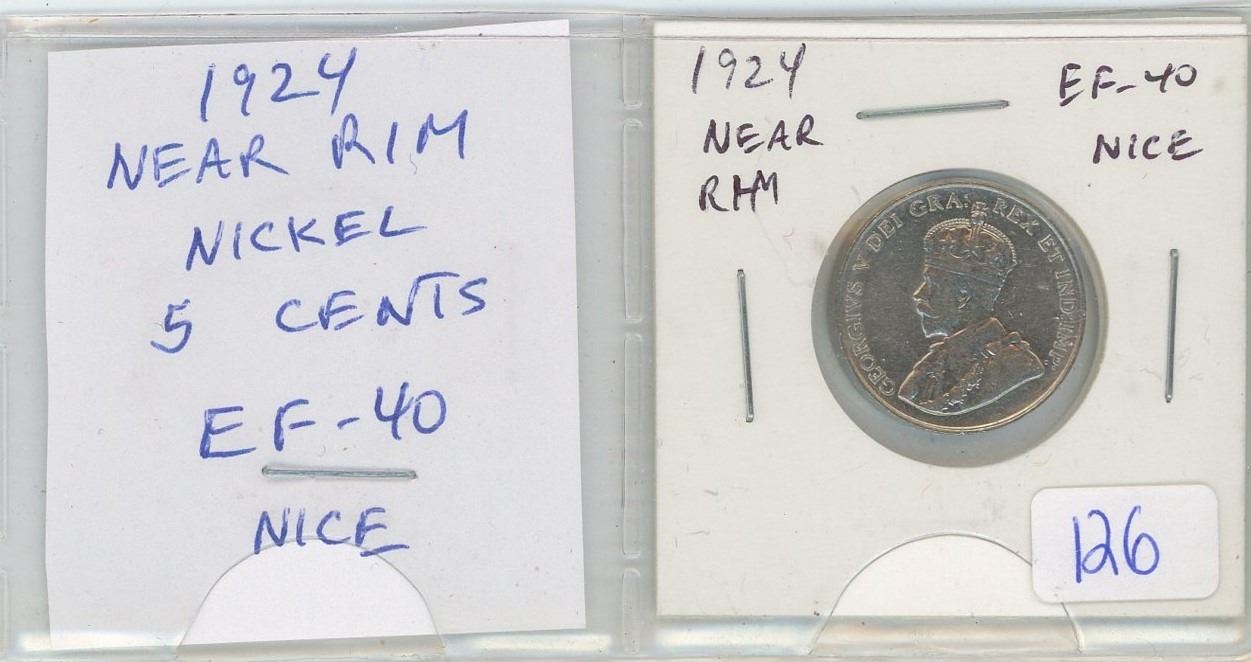 1924
NEAR RIM
NICKEL
5 CENTS
EF-40
NICE
1924
NEAR
RIM
EF-40
NICE
GEORGIVS V DEI GRA: REX ET IND: IMP:
126